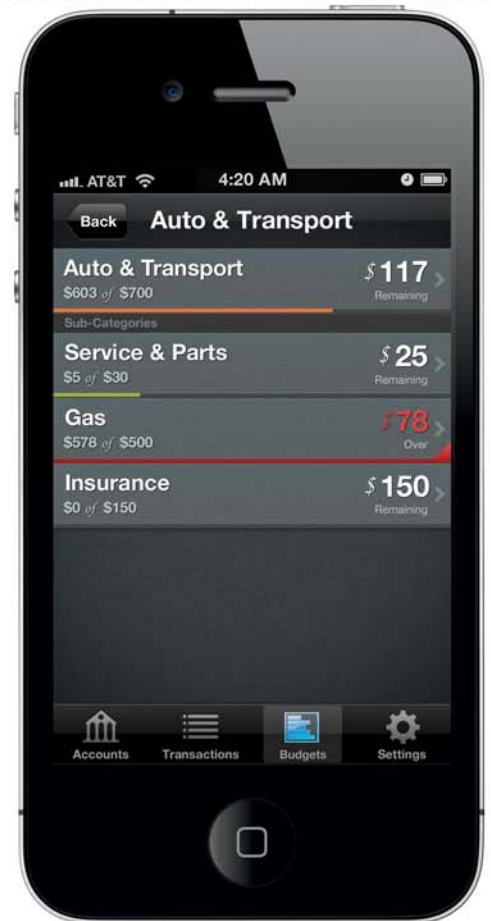 AT&T 4:20 AM
Back Auto & Transport
Auto & Transport $117
$603 of $700 Remaining
Sub-Categories
Service & Parts $25
$5 of $30 Remaining
Gas $78
$578 of $500 Over
Insurance $150
$0 of $150 Remaining
Accounts Transactions Budgets Settings